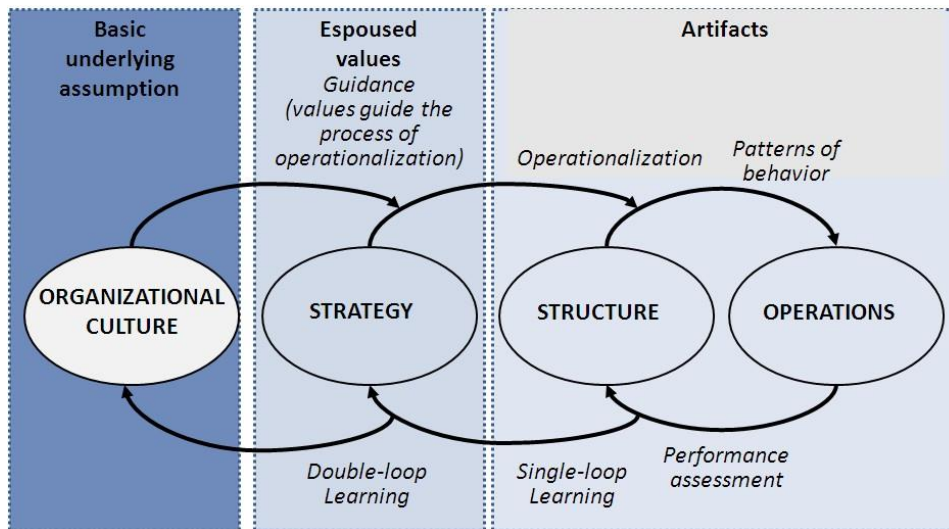 Basic
underlying
assumption
Espoused
values
Guidance
(values guide the
process of
operationalization)
Artifacts
Operationalization
Patterns of
behavior
ORGANIZATIONAL
CULTURE
STRATEGY
STRUCTURE
OPERATIONS
Double-loop
Learning
Single-loop
Learning
Performance
assessment